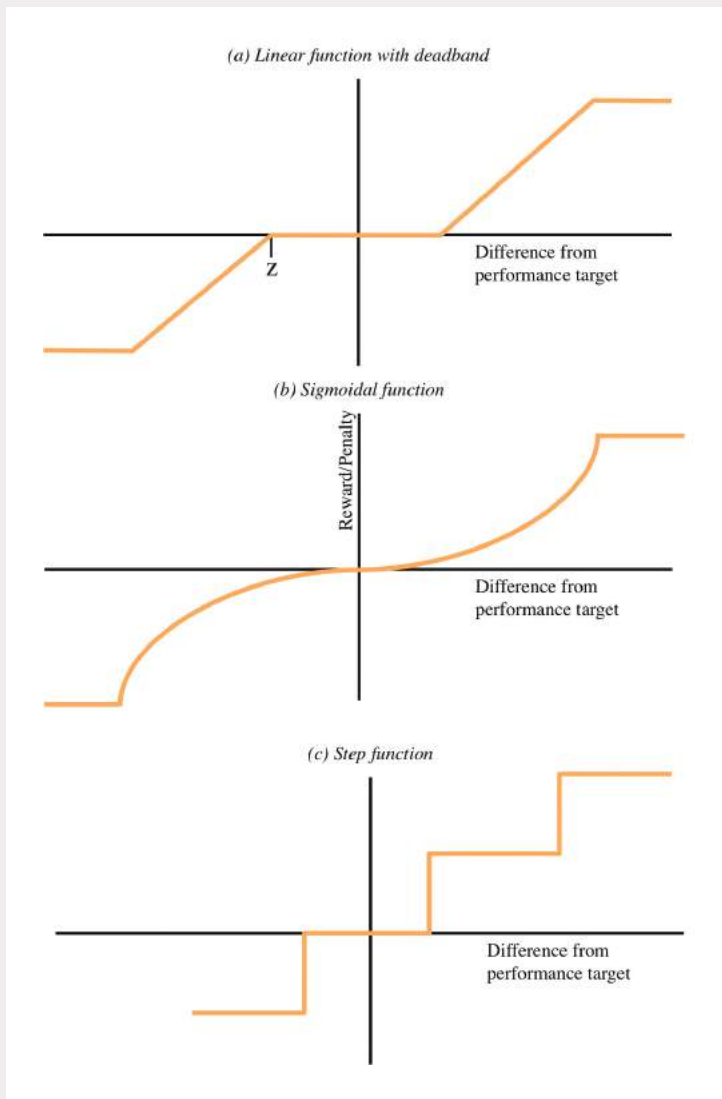 (a) Linear function with deadband
Z
Difference from
performance target
(b) Sigmoidal function
Reward/Penalty
Difference from
performance target
(c) Step function
Difference from
performance target